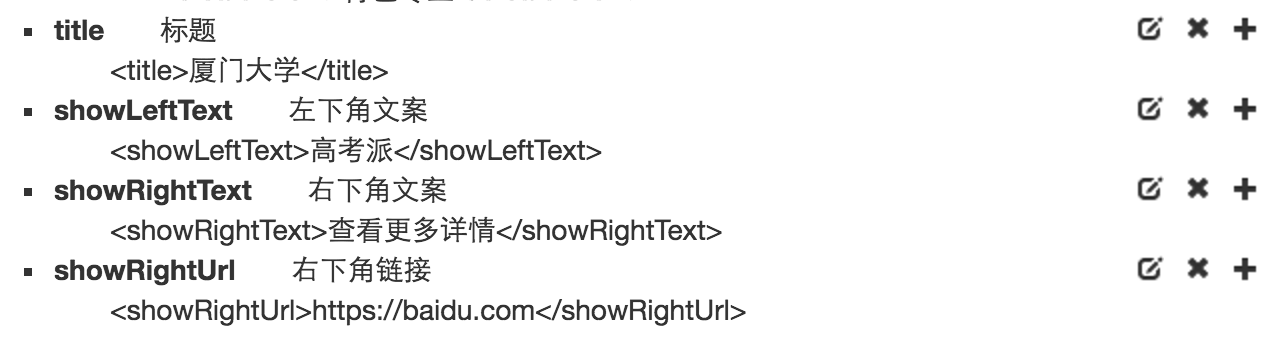 title 标题
<title>厦门大学</title>
showLeftText 左下角文案
<showLeftText>高考派</showLeftText>
showRightText 右下角文案
<showRightText>查看更多详情</showRightText>
showRightUrl 右下角链接
<showRightUrl>https://baidu.com</showRightUrl>